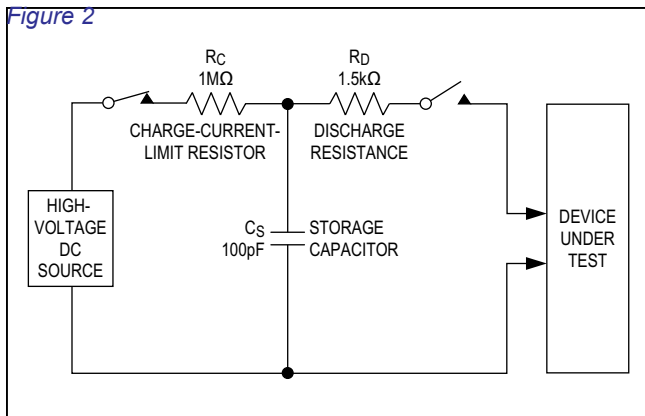 Figure 2
RC
1MΩ
CHARGE-CURRENT-
LIMIT RESISTOR
RD
1.5kΩ
DISCHARGE
RESISTANCE
HIGH-
VOLTAGE
DC
SOURCE
CS
100pF
STORAGE
CAPACITOR
DEVICE
UNDER
TEST